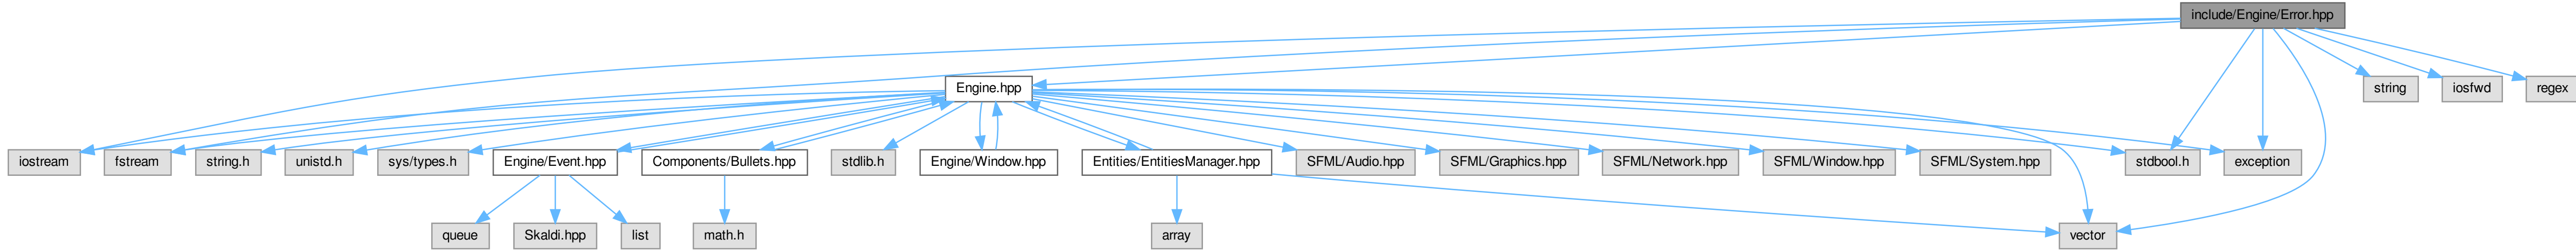 include/Engine/Error.hpp
Engine.hpp
string
iosfwd
regex
iostream
fstream
string.h
unistd.h
sys/types.h
Engine/Event.hpp
Components/Bullets.hpp
stdlib.h
Engine/Window.hpp
Entities/EntitiesManager.hpp
SFML/Audio.hpp
SFML/Graphics.hpp
SFML/Network.hpp
SFML/Window.hpp
SFML/System.hpp
stdbool.h
exception
queue
Skaldi.hpp
list
math.h
array
vector